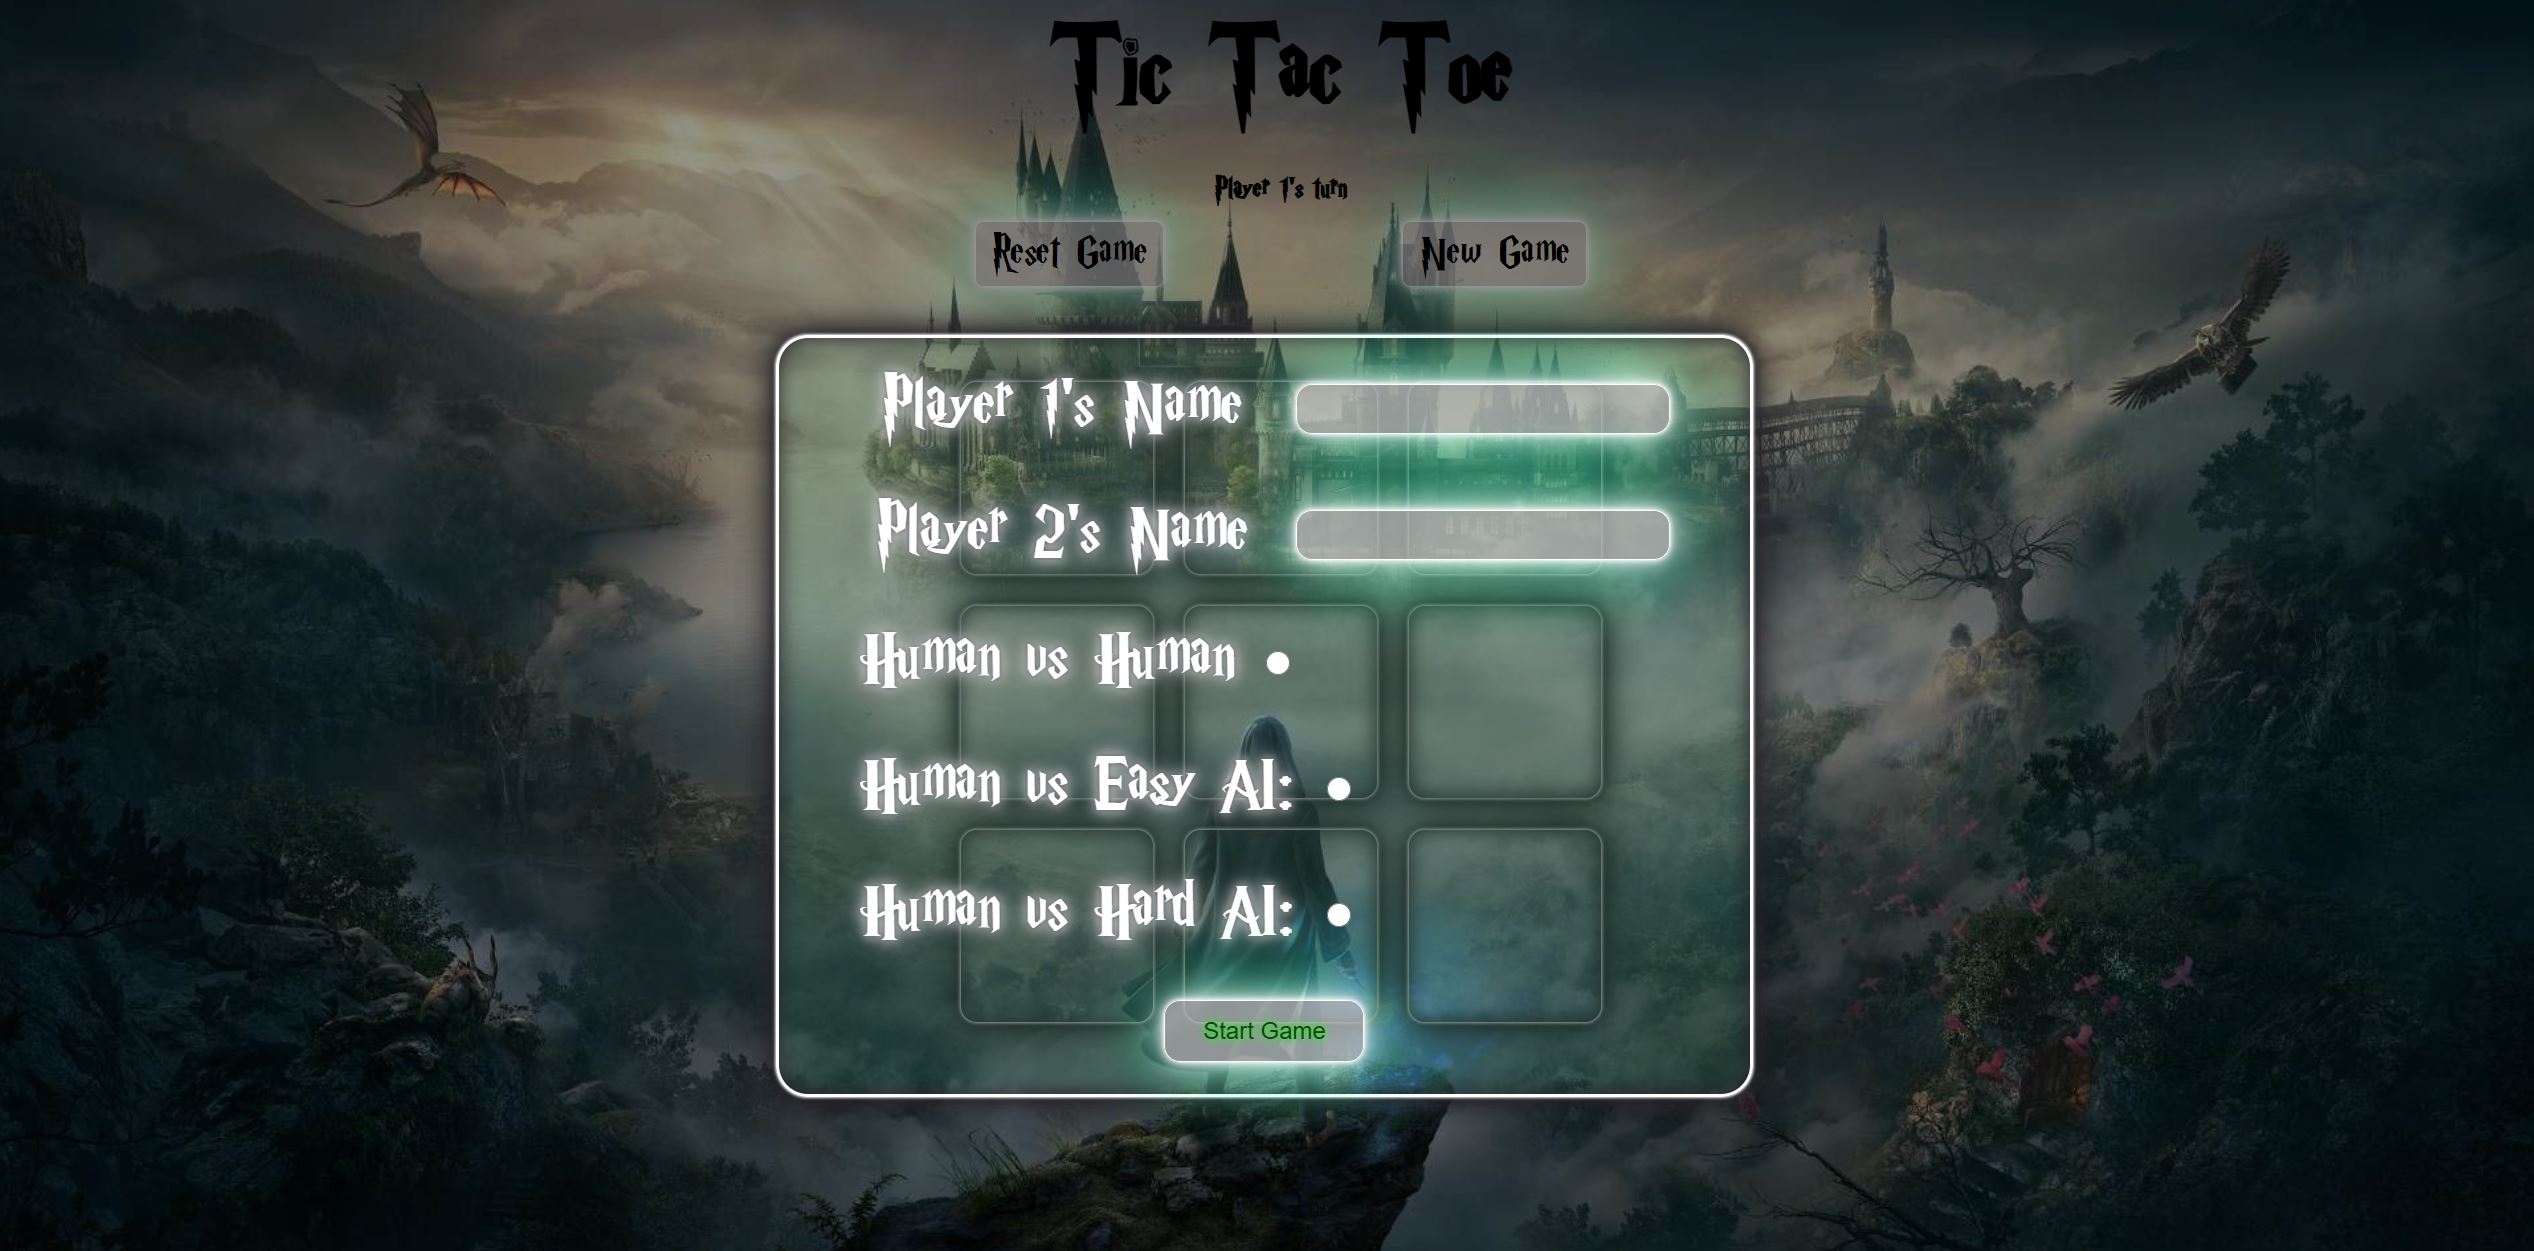 Tic Tac Toe
Player 1's turn
Reset Game
New Game
Player 1's Name
Player 2's Name
Human vs Human
Human vs Easy AI:
Human vs Hard AI:
Start Game